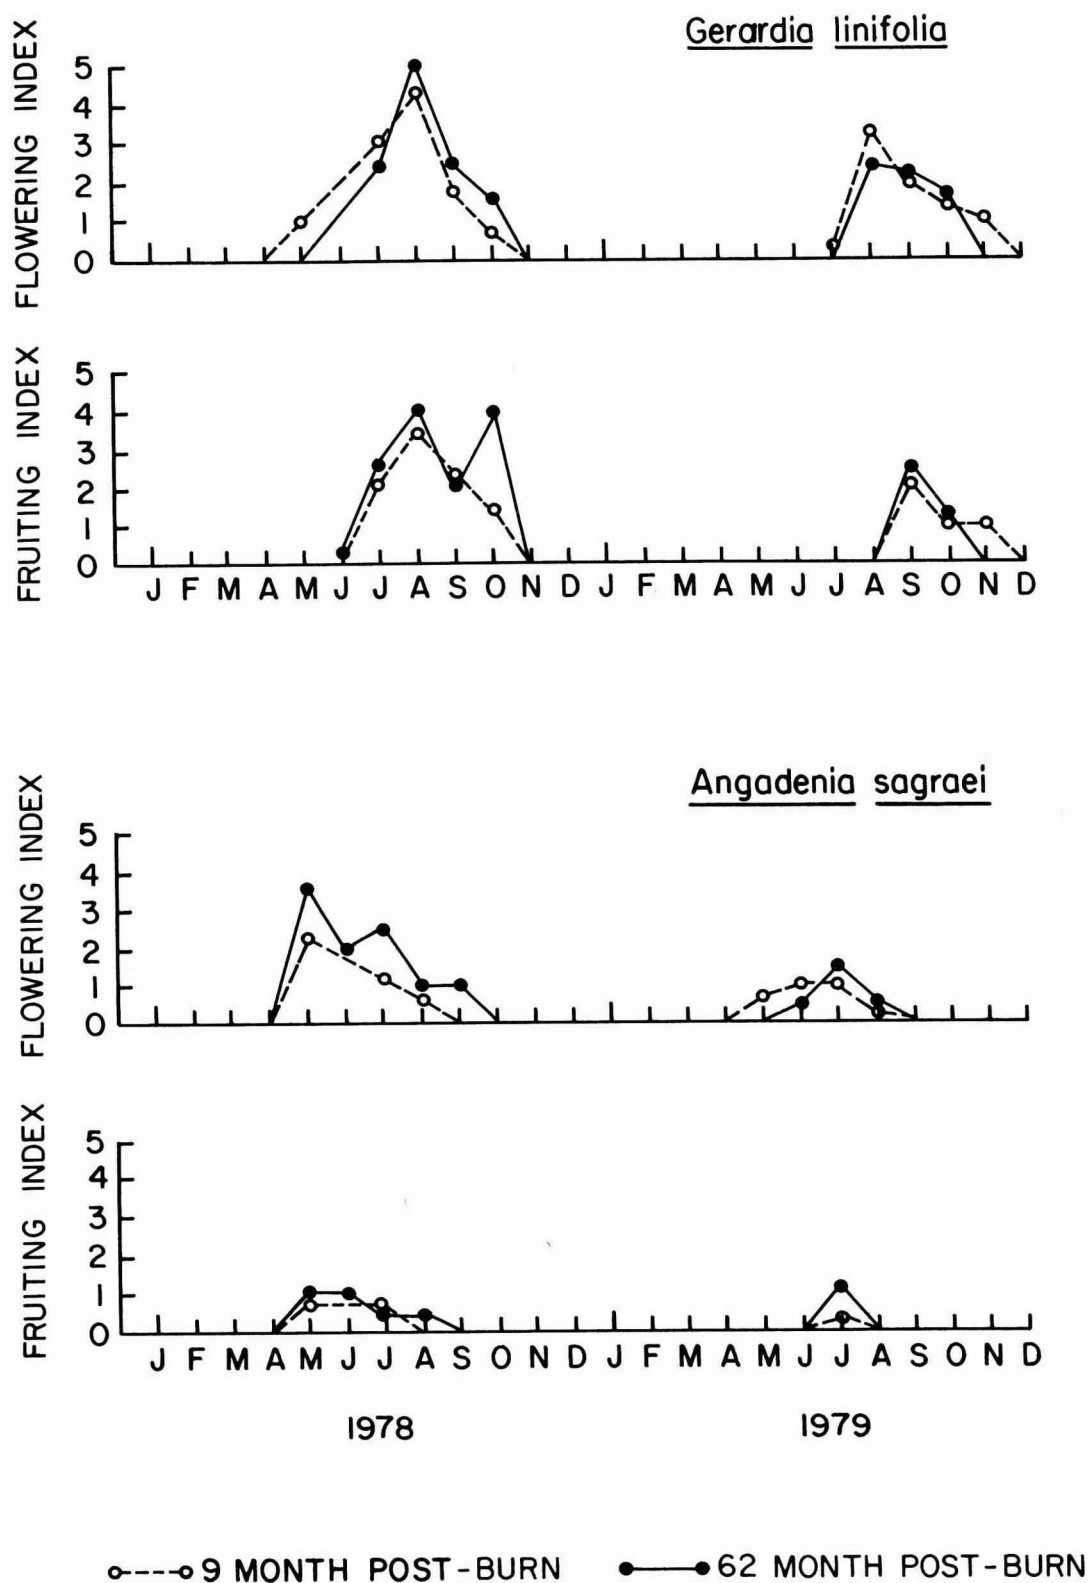 Gerardia linifolia
FLOWERING INDEX
5
4
3
2
1
0
FRUITING INDEX
5
4
3
2
1
0
J F M A M J J A S O N D J F M A M J J A S O N D
Angadenia sagraei
FLOWERING INDEX
5
4
3
2
1
0
FRUITING INDEX
5
4
3
2
1
0
J F M A M J J A S O N D J F M A M J J A S O N D
1978 1979
9 MONTH POST-BURN 62 MONTH POST-BURN